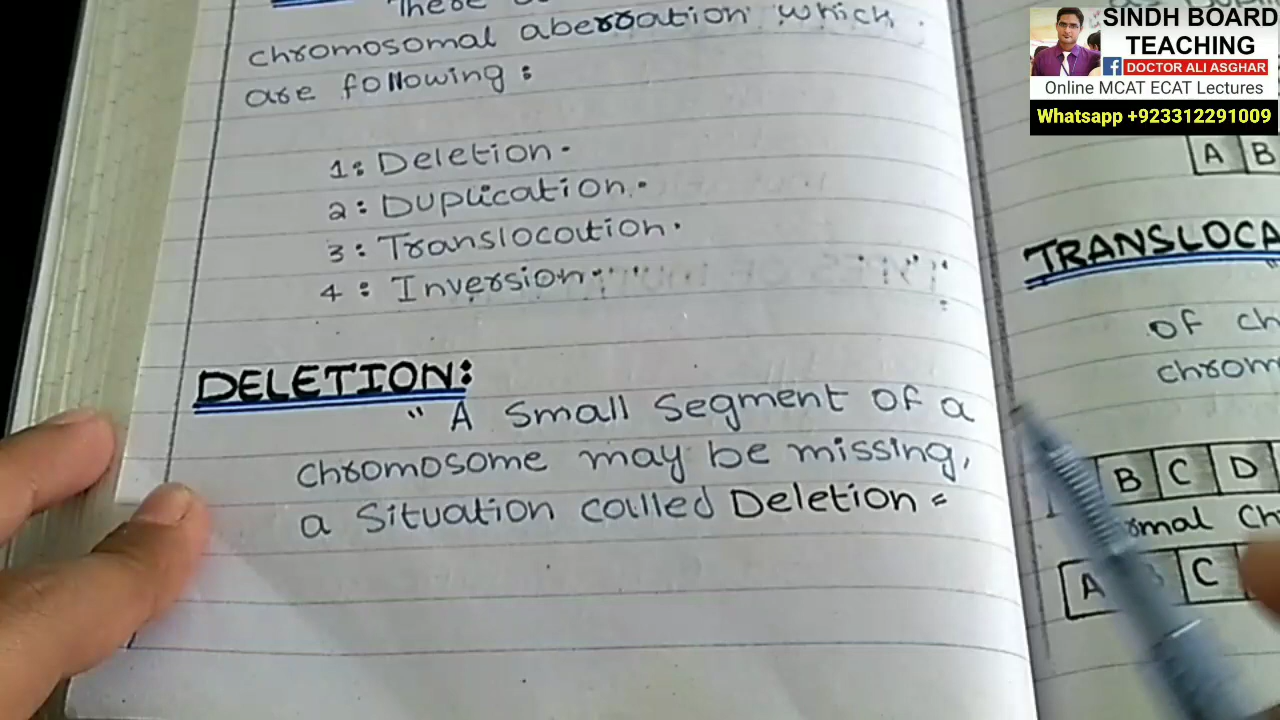 These
chromosomal aberration which
are following:
1: Deletion.
2: Duplication.
3: Translocation.
4: Inversion.
DELETION:
" A small segment of a
chromosome may be missing,
a situation called Deletion =
A B
TRANSLOCA
of ch
chrom
B C D
rmal Ch
A C
SINDH BOARD
TEACHING
f DOCTOR ALI ASGHAR
Online MCAT ECAT Lectures
Whatsapp +923312291009